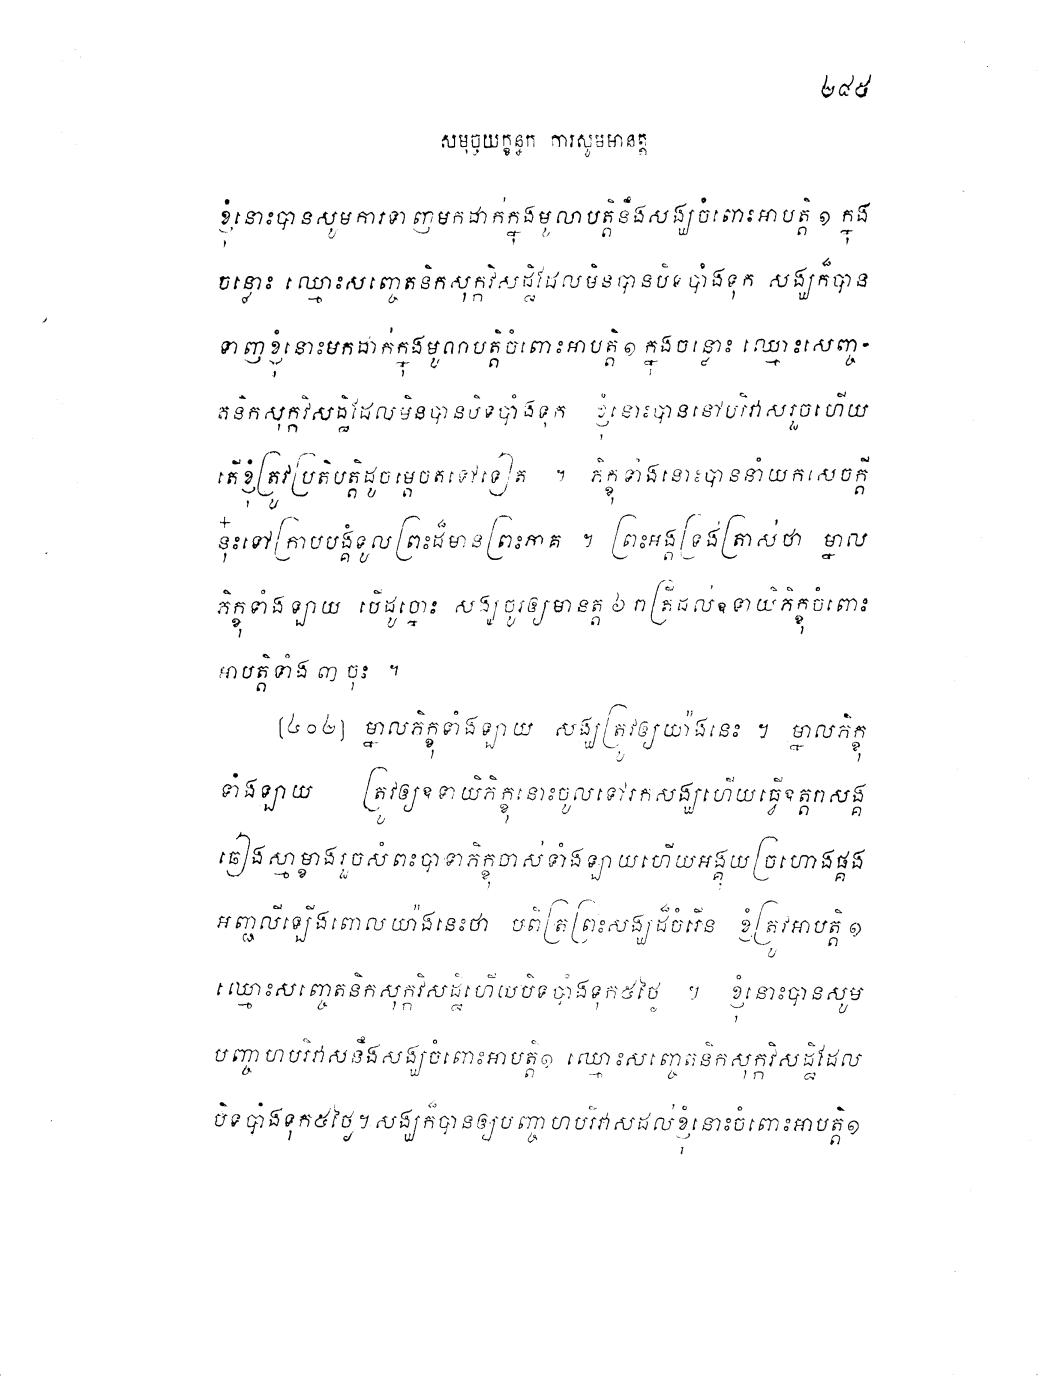 ២៩៥
សមុច្ចយក្ខន្ធក ការសូមមានត្ត
ខ្ញុំនោះបានសូមការទាញមកដាក់ក្នុងមូលាបត្តិនឹងសង្ឃចំពោះអាបត្តិ ១ ក្នុង
ចន្លោះ ឈ្មោះសញ្ចេតនិកសុក្កវិសដ្ឋិដែលមិនបានបិទបាំងទុក សង្ឃក៏បាន
ទាញខ្ញុំនោះមកដាក់ក្នុងមូលាបត្តិចំពោះអាបត្តិ ១ ក្នុងចន្លោះ ឈ្មោះសញ្ចេ-
តនិកសុក្កវិសដ្ឋិដែលមិនបានបិទបាំងទុក ខ្ញុំនោះបាននៅបរិវាសរួចហើយ
តើខ្ញុំត្រូវប្រតិបត្តិដូចម្តេចតទៅទៀត ។ ភិក្ខុទាំងនោះបាននាំយកសេចក្តី
នុ៎ះទៅក្រាបបង្គំទូលព្រះដ៏មានព្រះភាគ ។ ព្រះអង្គទ្រង់ត្រាស់ថា ម្នាល
ភិក្ខុទាំងឡាយ បើដូច្នោះ សង្ឃចូរឲ្យមានត្ត ៦ រាត្រីដល់ឧទាយិភិក្ខុចំពោះ
អាបត្តិទាំង ៣ ចុះ ។
[៤០៤] ម្នាលភិក្ខុទាំងឡាយ សង្ឃត្រូវឲ្យយ៉ាងនេះ ។ ម្នាលភិក្ខុ
ទាំងឡាយ ត្រូវឲ្យឧទាយិភិក្ខុនោះចូលទៅរកសង្ឃហើយធ្វើឧត្តរាសង្គ
ឆៀងស្មាម្ខាងរួចសំពះបាទាភិក្ខុចាស់ទាំងឡាយហើយអង្គុយច្រហោងផ្គង
អញ្ជលីឡើងពោលយ៉ាងនេះថា បពិត្រព្រះសង្ឃដ៏ចំរើន ខ្ញុំត្រូវអាបត្តិ ១
ឈ្មោះសញ្ចេតនិកសុក្កវិសដ្ឋិហើយបិទបាំងទុក៥ថ្ងៃ ។ ខ្ញុំនោះបានសូម
បញ្ចាហបរិវាសនឹងសង្ឃចំពោះអាបត្តិ១ ឈ្មោះសញ្ចេតនិកសុក្កវិសដ្ឋិដែល
បិទបាំងទុក៥ថ្ងៃ។ សង្ឃក៏បានឲ្យបញ្ចាហបរិវាសដល់ខ្ញុំនោះចំពោះអាបត្តិ១